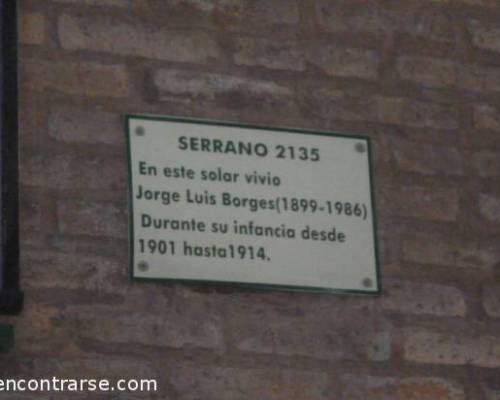 SERRANO 2135
En este solar vivio
Jorge Luis Borges(1899-1986)
Durante su infancia desde
1901 hasta1914.
encontrarse.com